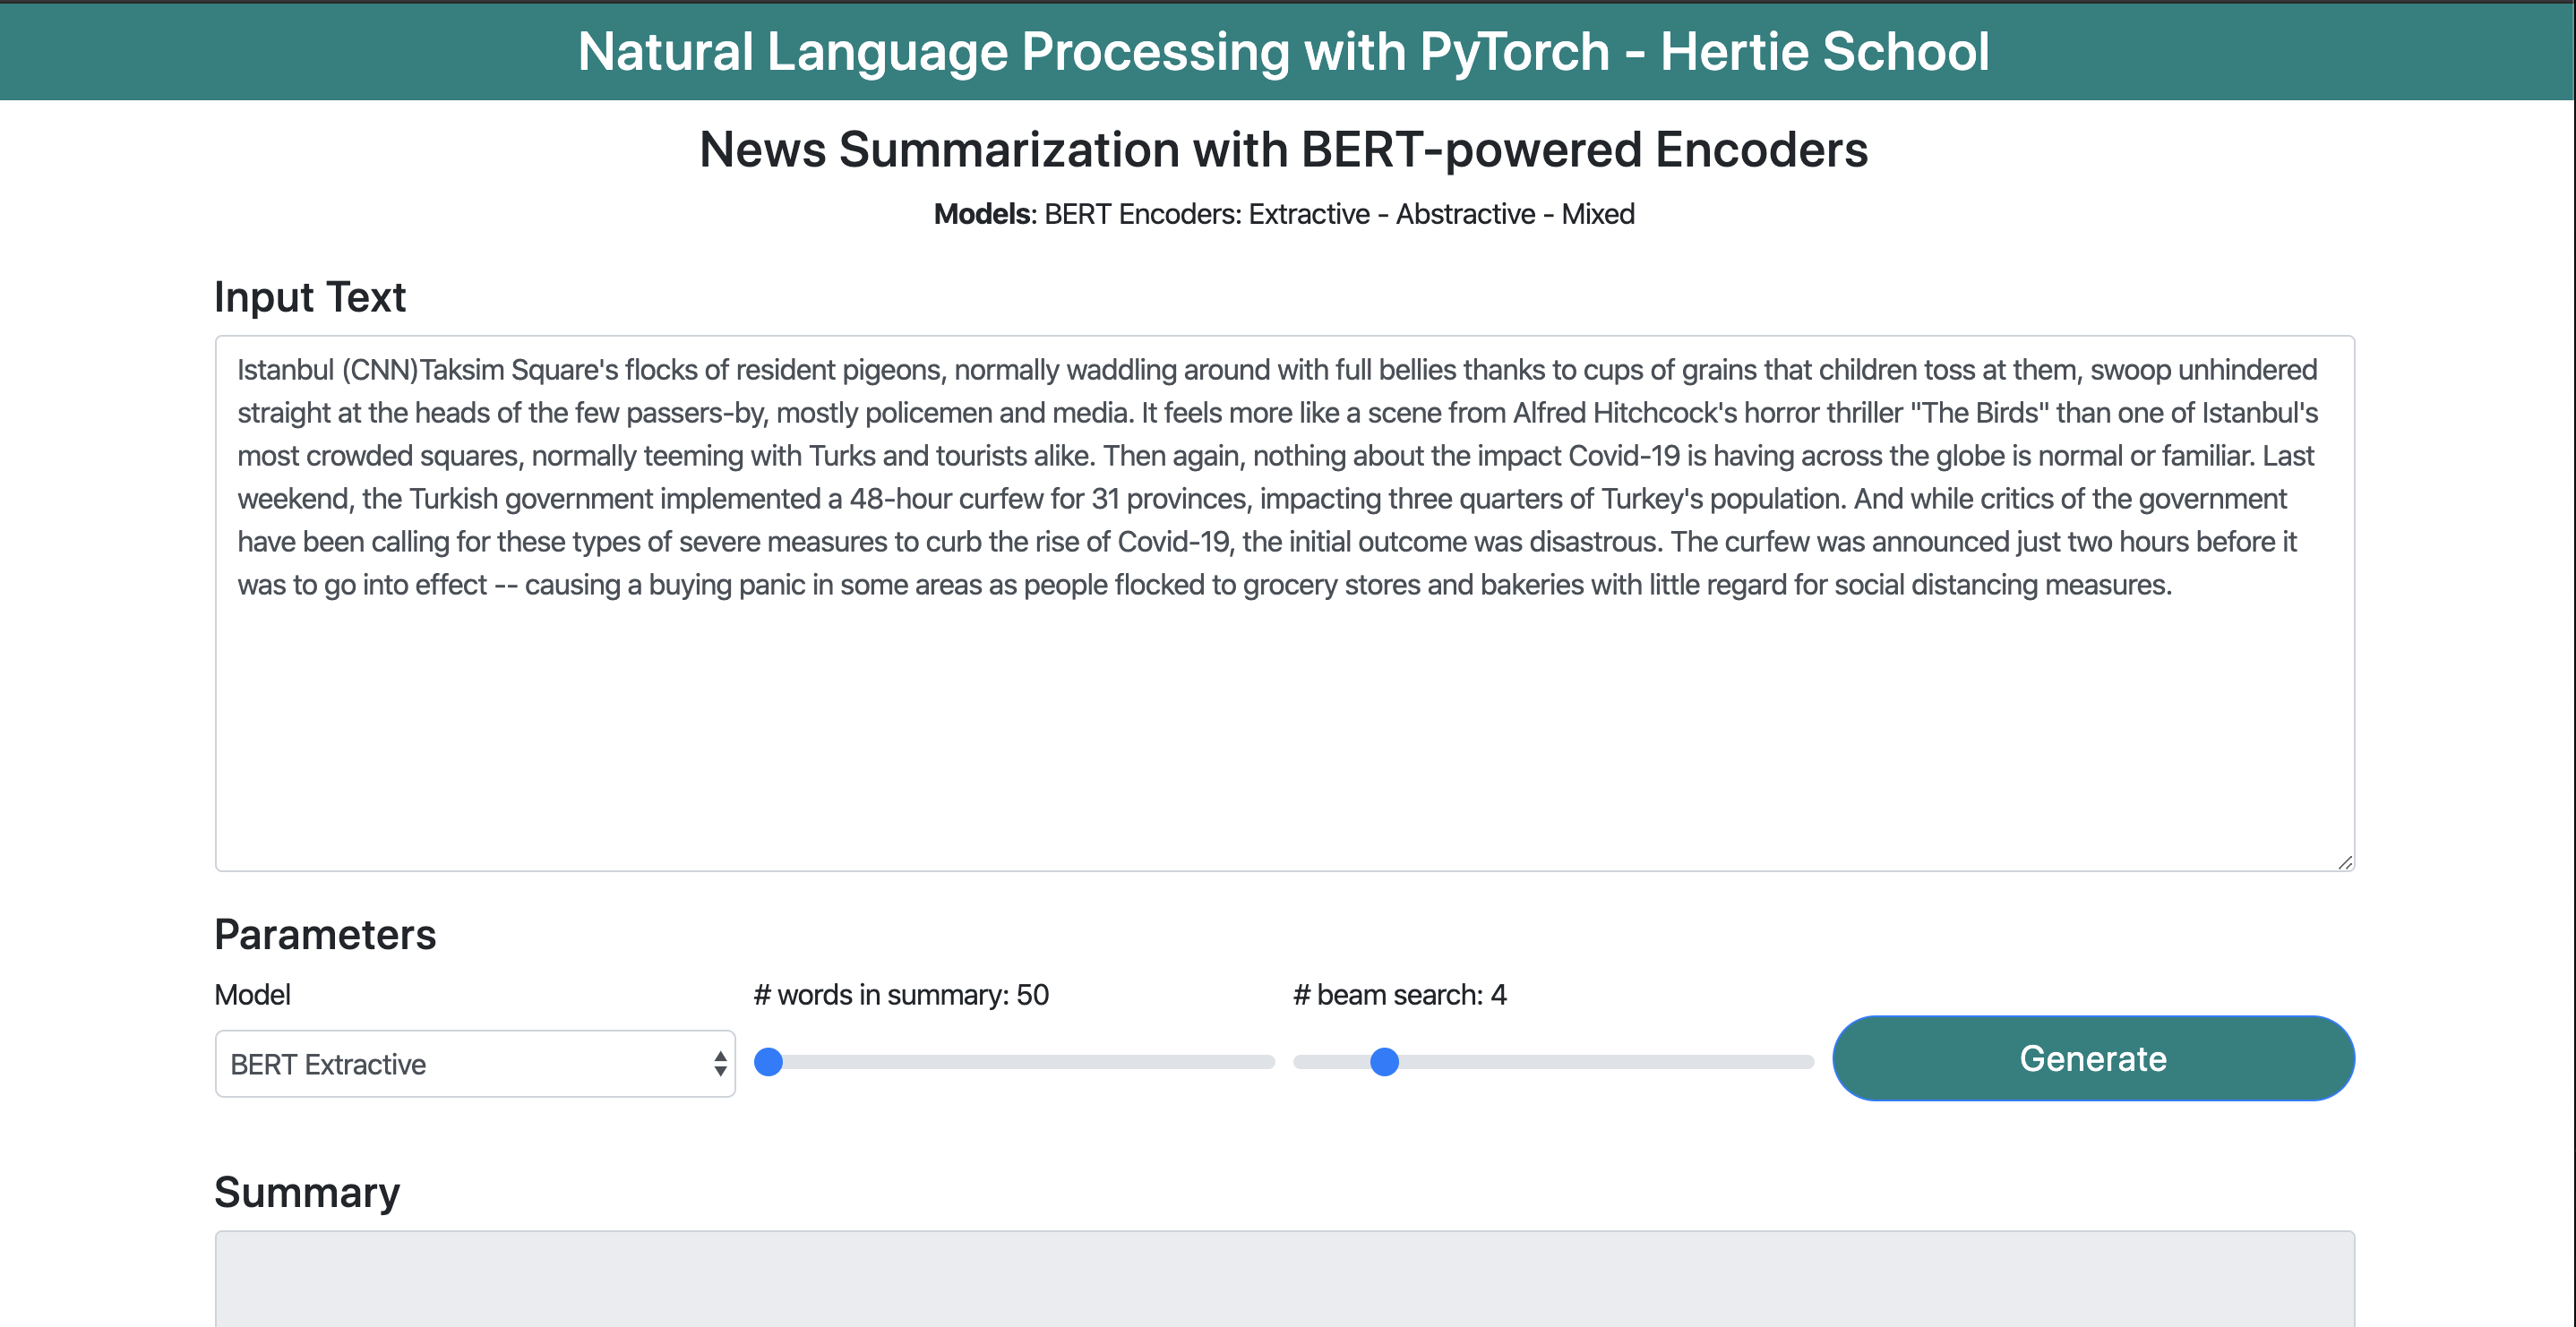 Natural Language Processing with PyTorch - Hertie School
News Summarization with BERT-powered Encoders
Models: BERT Encoders: Extractive - Abstractive - Mixed
Input Text
Istanbul (CNN)Taksim Square's flocks of resident pigeons, normally waddling around with full bellies thanks to cups of grains that children toss at them, swoop unhindered
straight at the heads of the few passers-by, mostly policemen and media. It feels more like a scene from Alfred Hitchcock's horror thriller "The Birds" than one of Istanbul's
most crowded squares, normally teeming with Turks and tourists alike. Then again, nothing about the impact Covid-19 is having across the globe is normal or familiar. Last
weekend, the Turkish government implemented a 48-hour curfew for 31 provinces, impacting three quarters of Turkey's population. And while critics of the government
have been calling for these types of severe measures to curb the rise of Covid-19, the initial outcome was disastrous. The curfew was announced just two hours before it
was to go into effect -- causing a buying panic in some areas as people flocked to grocery stores and bakeries with little regard for social distancing measures.
Parameters
Model
# words in summary: 50
# beam search: 4
BERT Extractive
Generate
Summary